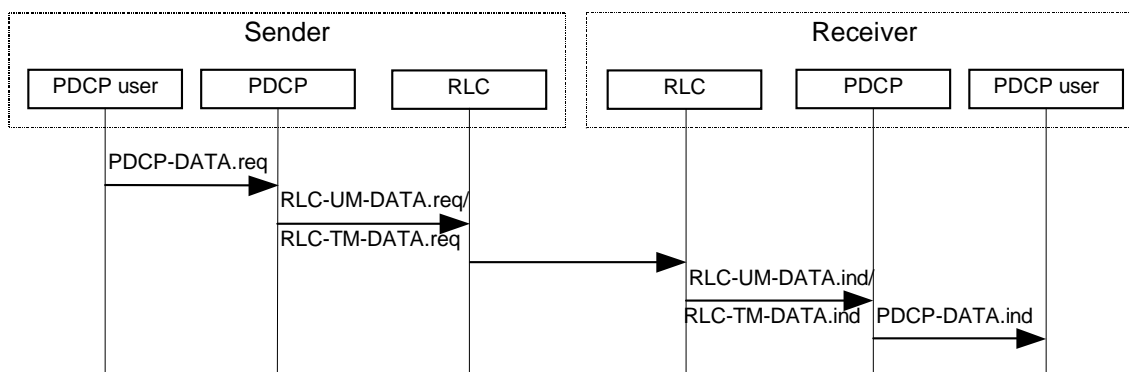 Sender
Receiver
PDCP user
PDCP
RLC
RLC
PDCP
PDCP user
PDCP-DATA.req
RLC-UM-DATA.req/
RLC-TM-DATA.req
RLC-UM-DATA.ind/
RLC-TM-DATA.ind
PDCP-DATA.ind